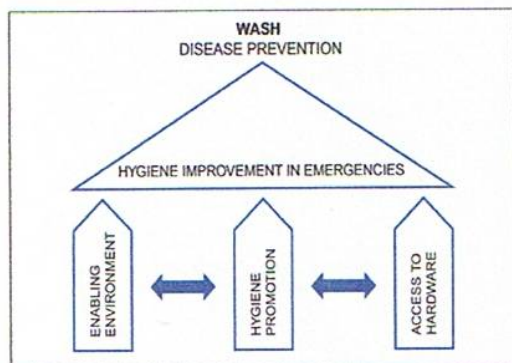 WASH
DISEASE PREVENTION
HYGIENE IMPROVEMENT IN EMERGENCIES
ENABLING
ENVIRONMENT
HYGIENE
PROMOTION
ACCESS TO
HARDWARE